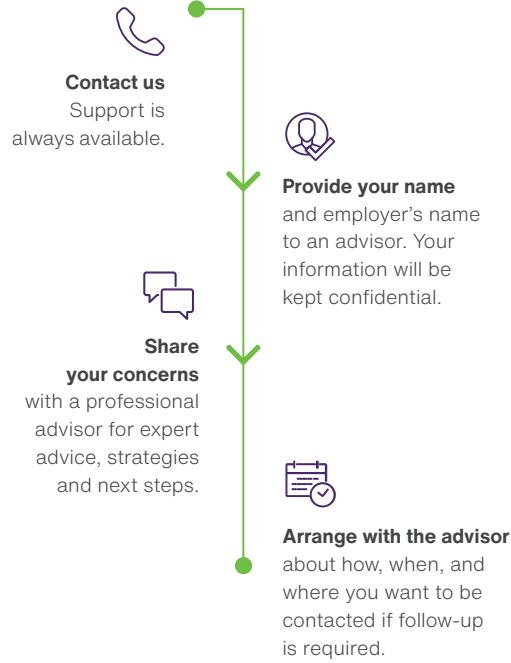 Contact us
Support is
always available.
Provide your name
and employer’s name
to an advisor. Your
information will be
kept confidential.
Share
your concerns
with a professional
advisor for expert
advice, strategies
and next steps.
Arrange with the advisor
about how, when, and
where you want to be
contacted if follow-up
is required.